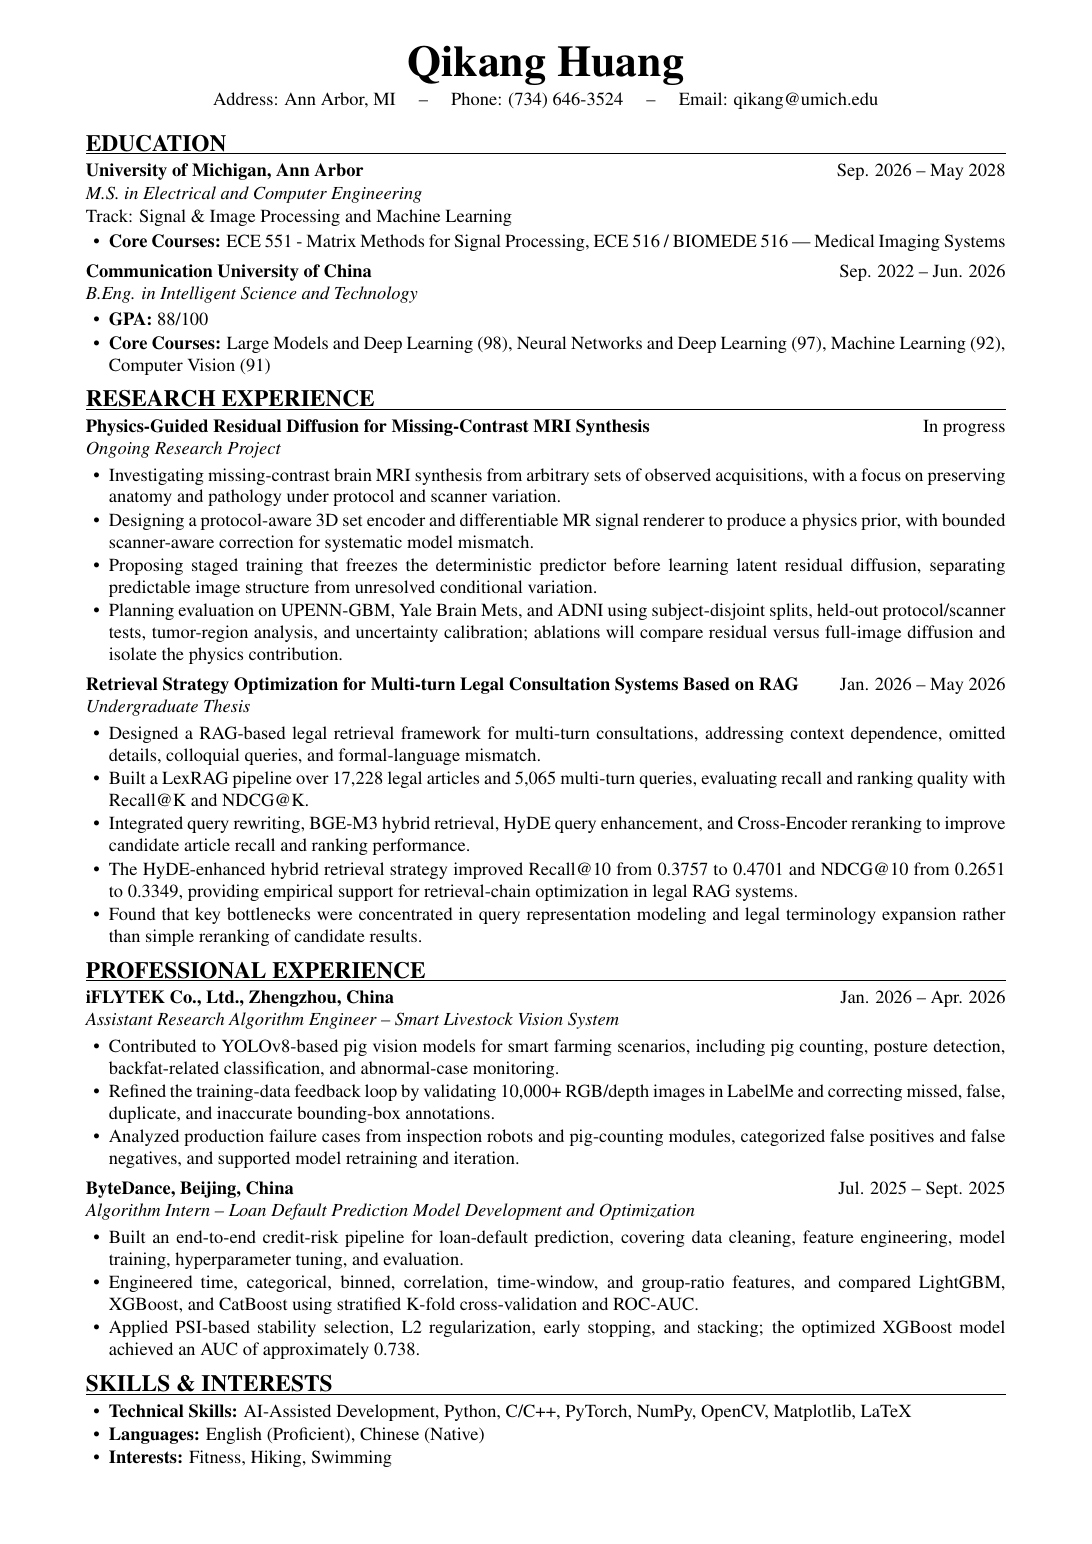 Qikang Huang
Address: Ann Arbor, MI – Phone: (734) 646-3524 – Email: qikang@umich.edu
EDUCATION
University of Michigan, Ann Arbor Sep. 2026 – May 2028
M.S. in Electrical and Computer Engineering
Track: Signal & Image Processing and Machine Learning
• Core Courses: ECE 551 - Matrix Methods for Signal Processing, ECE 516 / BIOMEDE 516 — Medical Imaging Systems
Communication University of China Sep. 2022 – Jun. 2026
B.Eng. in Intelligent Science and Technology
• GPA: 88/100
• Core Courses: Large Models and Deep Learning (98), Neural Networks and Deep Learning (97), Machine Learning (92),
Computer Vision (91)
RESEARCH EXPERIENCE
Physics-Guided Residual Diffusion for Missing-Contrast MRI Synthesis In progress
Ongoing Research Project
• Investigating missing-contrast brain MRI synthesis from arbitrary sets of observed acquisitions, with a focus on preserving
anatomy and pathology under protocol and scanner variation.
• Designing a protocol-aware 3D set encoder and differentiable MR signal renderer to produce a physics prior, with bounded
scanner-aware correction for systematic model mismatch.
• Proposing staged training that freezes the deterministic predictor before learning latent residual diffusion, separating
predictable image structure from unresolved conditional variation.
• Planning evaluation on UPENN-GBM, Yale Brain Mets, and ADNI using subject-disjoint splits, held-out protocol/scanner
tests, tumor-region analysis, and uncertainty calibration; ablations will compare residual versus full-image diffusion and
isolate the physics contribution.
Retrieval Strategy Optimization for Multi-turn Legal Consultation Systems Based on RAG Jan. 2026 – May 2026
Undergraduate Thesis
• Designed a RAG-based legal retrieval framework for multi-turn consultations, addressing context dependence, omitted
details, colloquial queries, and formal-language mismatch.
• Built a LexRAG pipeline over 17,228 legal articles and 5,065 multi-turn queries, evaluating recall and ranking quality with
Recall@K and NDCG@K.
• Integrated query rewriting, BGE-M3 hybrid retrieval, HyDE query enhancement, and Cross-Encoder reranking to improve
candidate article recall and ranking performance.
• The HyDE-enhanced hybrid retrieval strategy improved Recall@10 from 0.3757 to 0.4701 and NDCG@10 from 0.2651
to 0.3349, providing empirical support for retrieval-chain optimization in legal RAG systems.
• Found that key bottlenecks were concentrated in query representation modeling and legal terminology expansion rather
than simple reranking of candidate results.
PROFESSIONAL EXPERIENCE
iFLYTEK Co., Ltd., Zhengzhou, China Jan. 2026 – Apr. 2026
Assistant Research Algorithm Engineer – Smart Livestock Vision System
• Contributed to YOLOv8-based pig vision models for smart farming scenarios, including pig counting, posture detection,
backfat-related classification, and abnormal-case monitoring.
• Refined the training-data feedback loop by validating 10,000+ RGB/depth images in LabelMe and correcting missed, false,
duplicate, and inaccurate bounding-box annotations.
• Analyzed production failure cases from inspection robots and pig-counting modules, categorized false positives and false
negatives, and supported model retraining and iteration.
ByteDance, Beijing, China Jul. 2025 – Sept. 2025
Algorithm Intern – Loan Default Prediction Model Development and Optimization
• Built an end-to-end credit-risk pipeline for loan-default prediction, covering data cleaning, feature engineering, model
training, hyperparameter tuning, and evaluation.
• Engineered time, categorical, binned, correlation, time-window, and group-ratio features, and compared LightGBM,
XGBoost, and CatBoost using stratified K-fold cross-validation and ROC-AUC.
• Applied PSI-based stability selection, L2 regularization, early stopping, and stacking; the optimized XGBoost model
achieved an AUC of approximately 0.738.
SKILLS & INTERESTS
• Technical Skills: AI-Assisted Development, Python, C/C++, PyTorch, NumPy, OpenCV, Matplotlib, LaTeX
• Languages: English (Proficient), Chinese (Native)
• Interests: Fitness, Hiking, Swimming